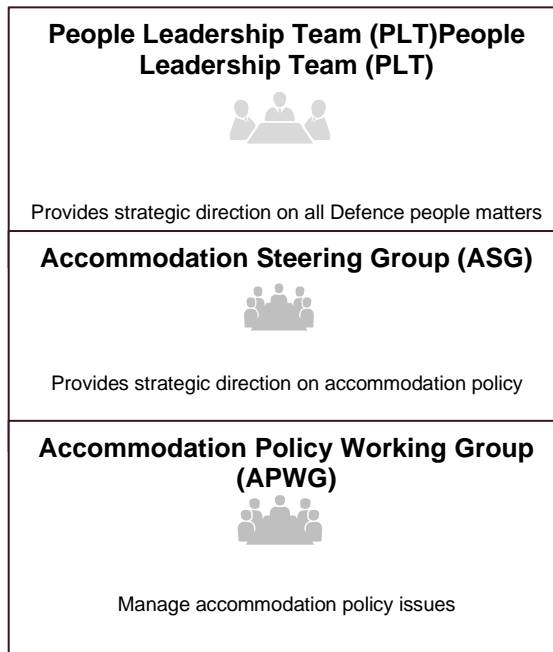 People Leadership Team (PLT)People
Leadership Team (PLT)
Provides strategic direction on all Defence people matters
Accommodation Steering Group (ASG)
Provides strategic direction on accommodation policy
Accommodation Policy Working Group
(APWG)
Manage accommodation policy issues